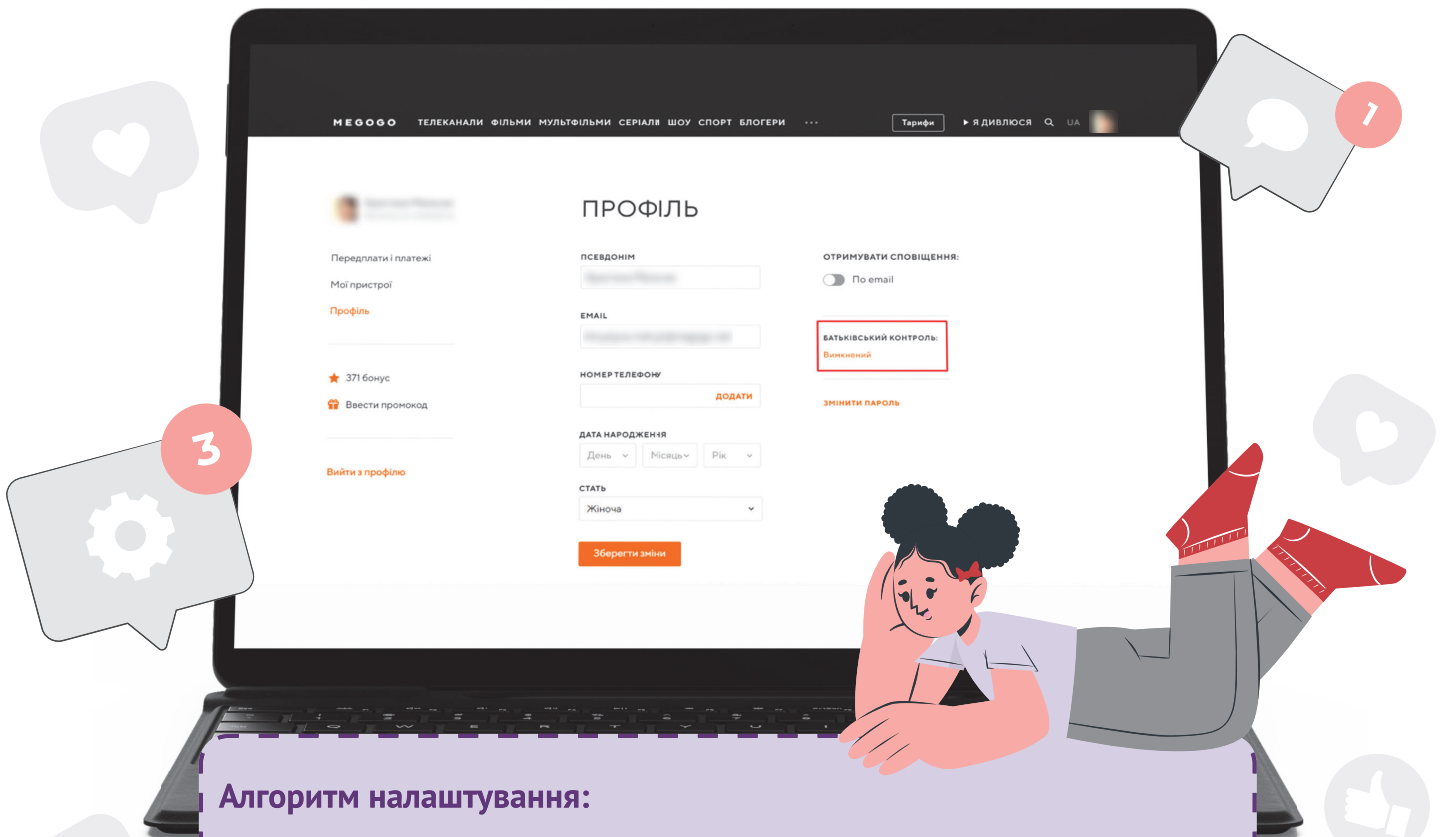 MEGOGO ТЕЛЕКАНАЛИ ФІЛЬМИ МУЛЬТФІЛЬМИ СЕРІАЛИ ШОУ СПОРТ БЛОГЕРИ ... Тарифи Я ДИВЛЮСЯ UA
1
Передплати і платежі
Мої пристрої
Профіль
371 бонус
Ввести промокод
Вийти з профілю
ПРОФІЛЬ
ПСЕВДОНІМ
EMAIL
НОМЕР ТЕЛЕФОНУ
ДОДАТИ
ДАТА НАРОДЖЕННЯ
День Місяць Рік
СТАТЬ
Жіноча
Зберегти зміни
ОТРИМУВАТИ СПОВІЩЕННЯ:
По email
БАТЬКІВСЬКИЙ КОНТРОЛЬ:
Вимкнений
ЗМІНИТИ ПАРОЛЬ
3
Алгоритм налаштування: